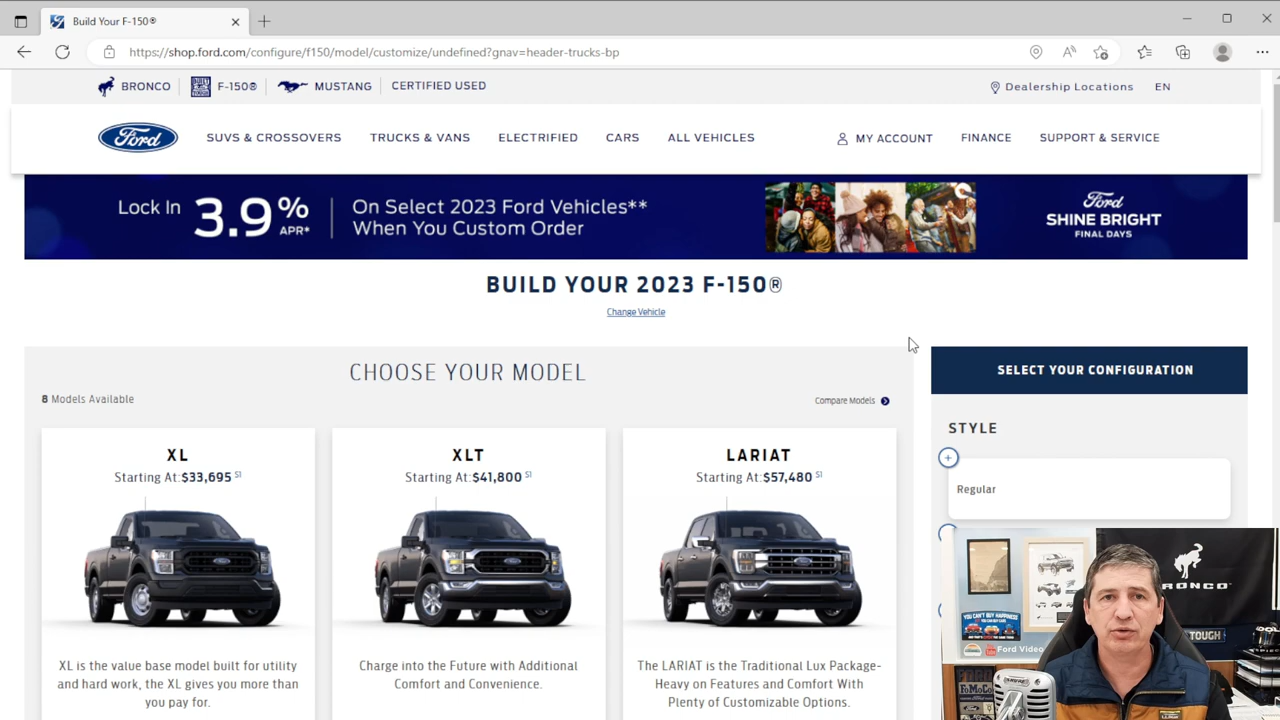 Build Your F-150®
https://shop.ford.com/configure/f150/model/customize/undefined?gnav=header-trucks-bp
BRONCO
F-150®
MUSTANG
CERTIFIED USED
Dealership Locations
EN
Ford
SUVS & CROSSOVERS
TRUCKS & VANS
ELECTRIFIED
CARS
ALL VEHICLES
MY ACCOUNT
FINANCE
SUPPORT & SERVICE
Lock In
3.9% APR*
On Select 2023 Ford Vehicles**
When You Custom Order
Ford
SHINE BRIGHT
FINAL DAYS
BUILD YOUR 2023 F-150®
Change Vehicle
CHOOSE YOUR MODEL
8 Models Available
Compare Models
SELECT YOUR CONFIGURATION
STYLE
Regular
XL
Starting At:$33,695 S1
XLT
Starting At:$41,800 S1
LARIAT
Starting At:$57,480 S1
XL is the value base model built for utility
and hard work, the XL gives you more than
you pay for.
Charge into the Future with Additional
Comfort and Convenience.
The LARIAT is the Traditional Lux Package-
Heavy on Features and Comfort With
Plenty of Customizable Options.
RONCO
YOU CAN'T BUY HAPPINESS
Ford Video
TOUGH
FoMoCo